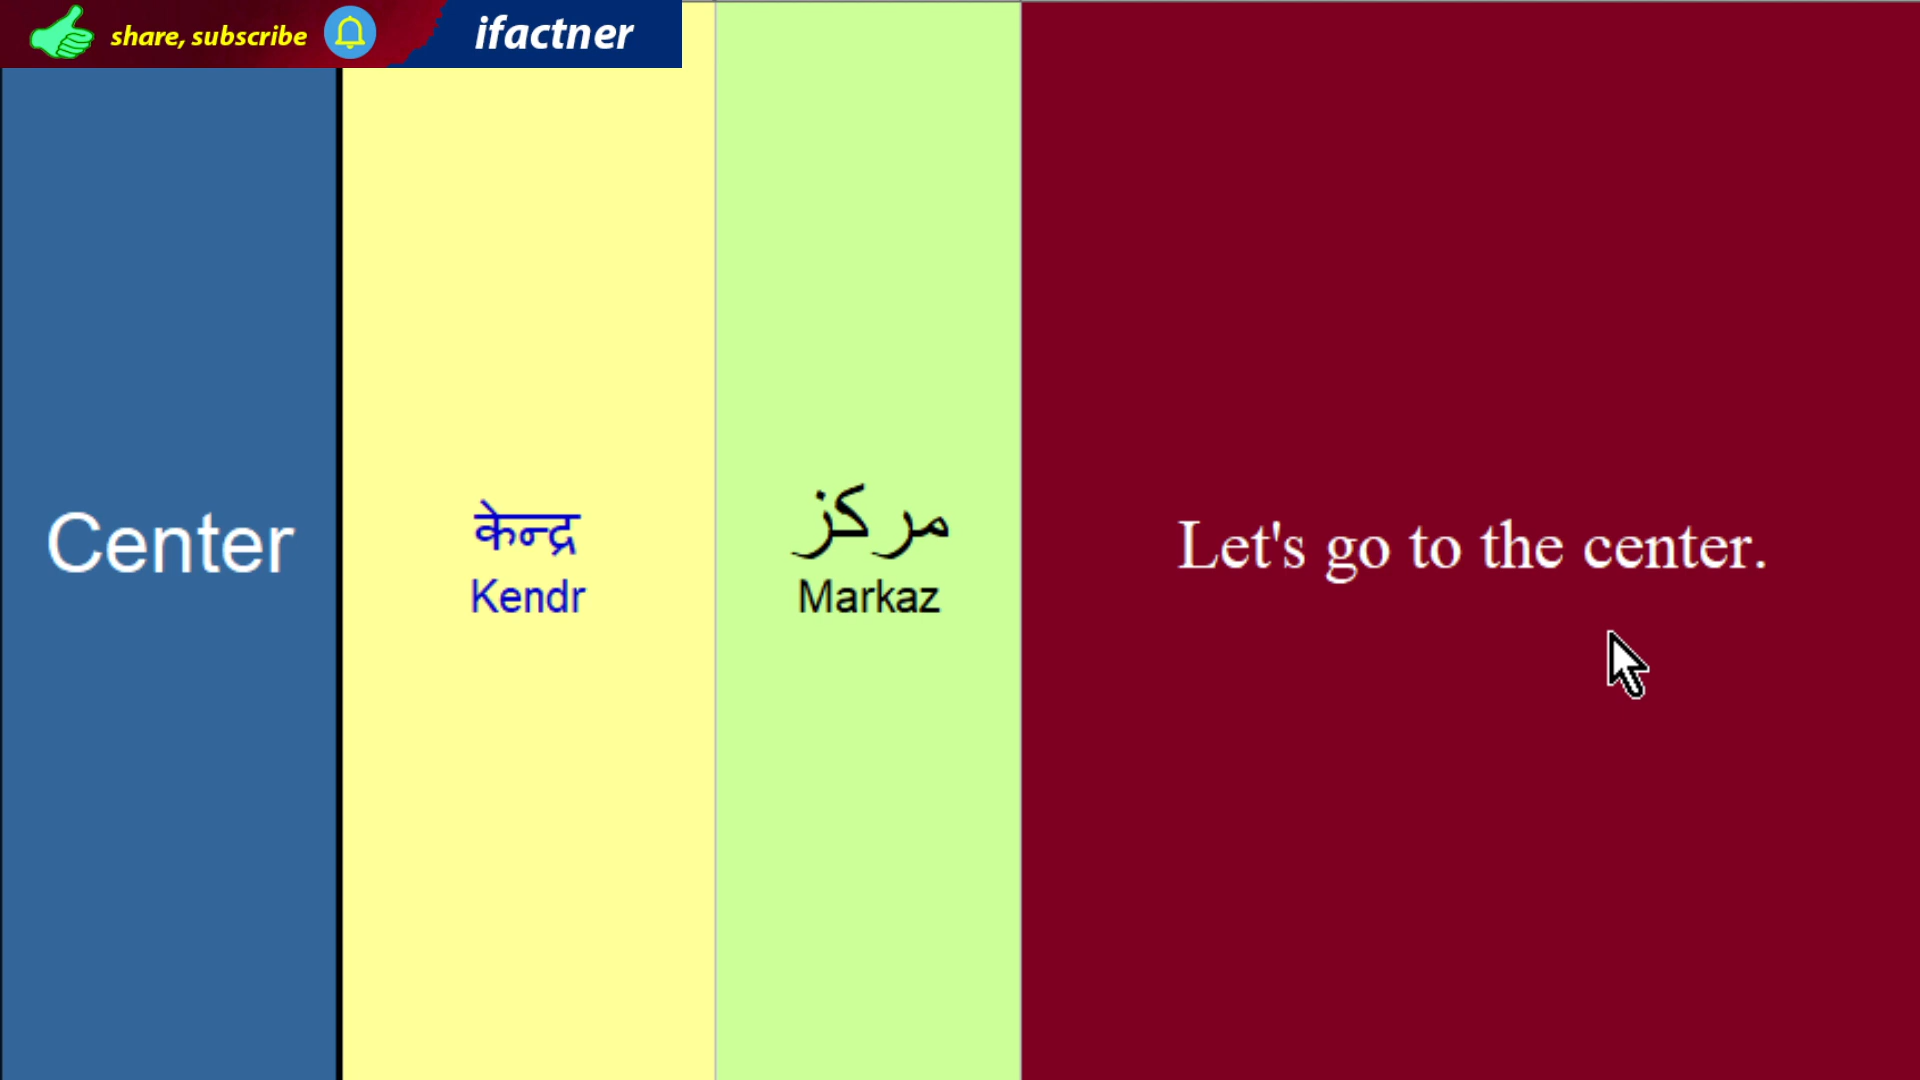 share, subscribe
ifactner
Center
केन्द्र
Kendr
مرکز
Markaz
Let's go to the center.